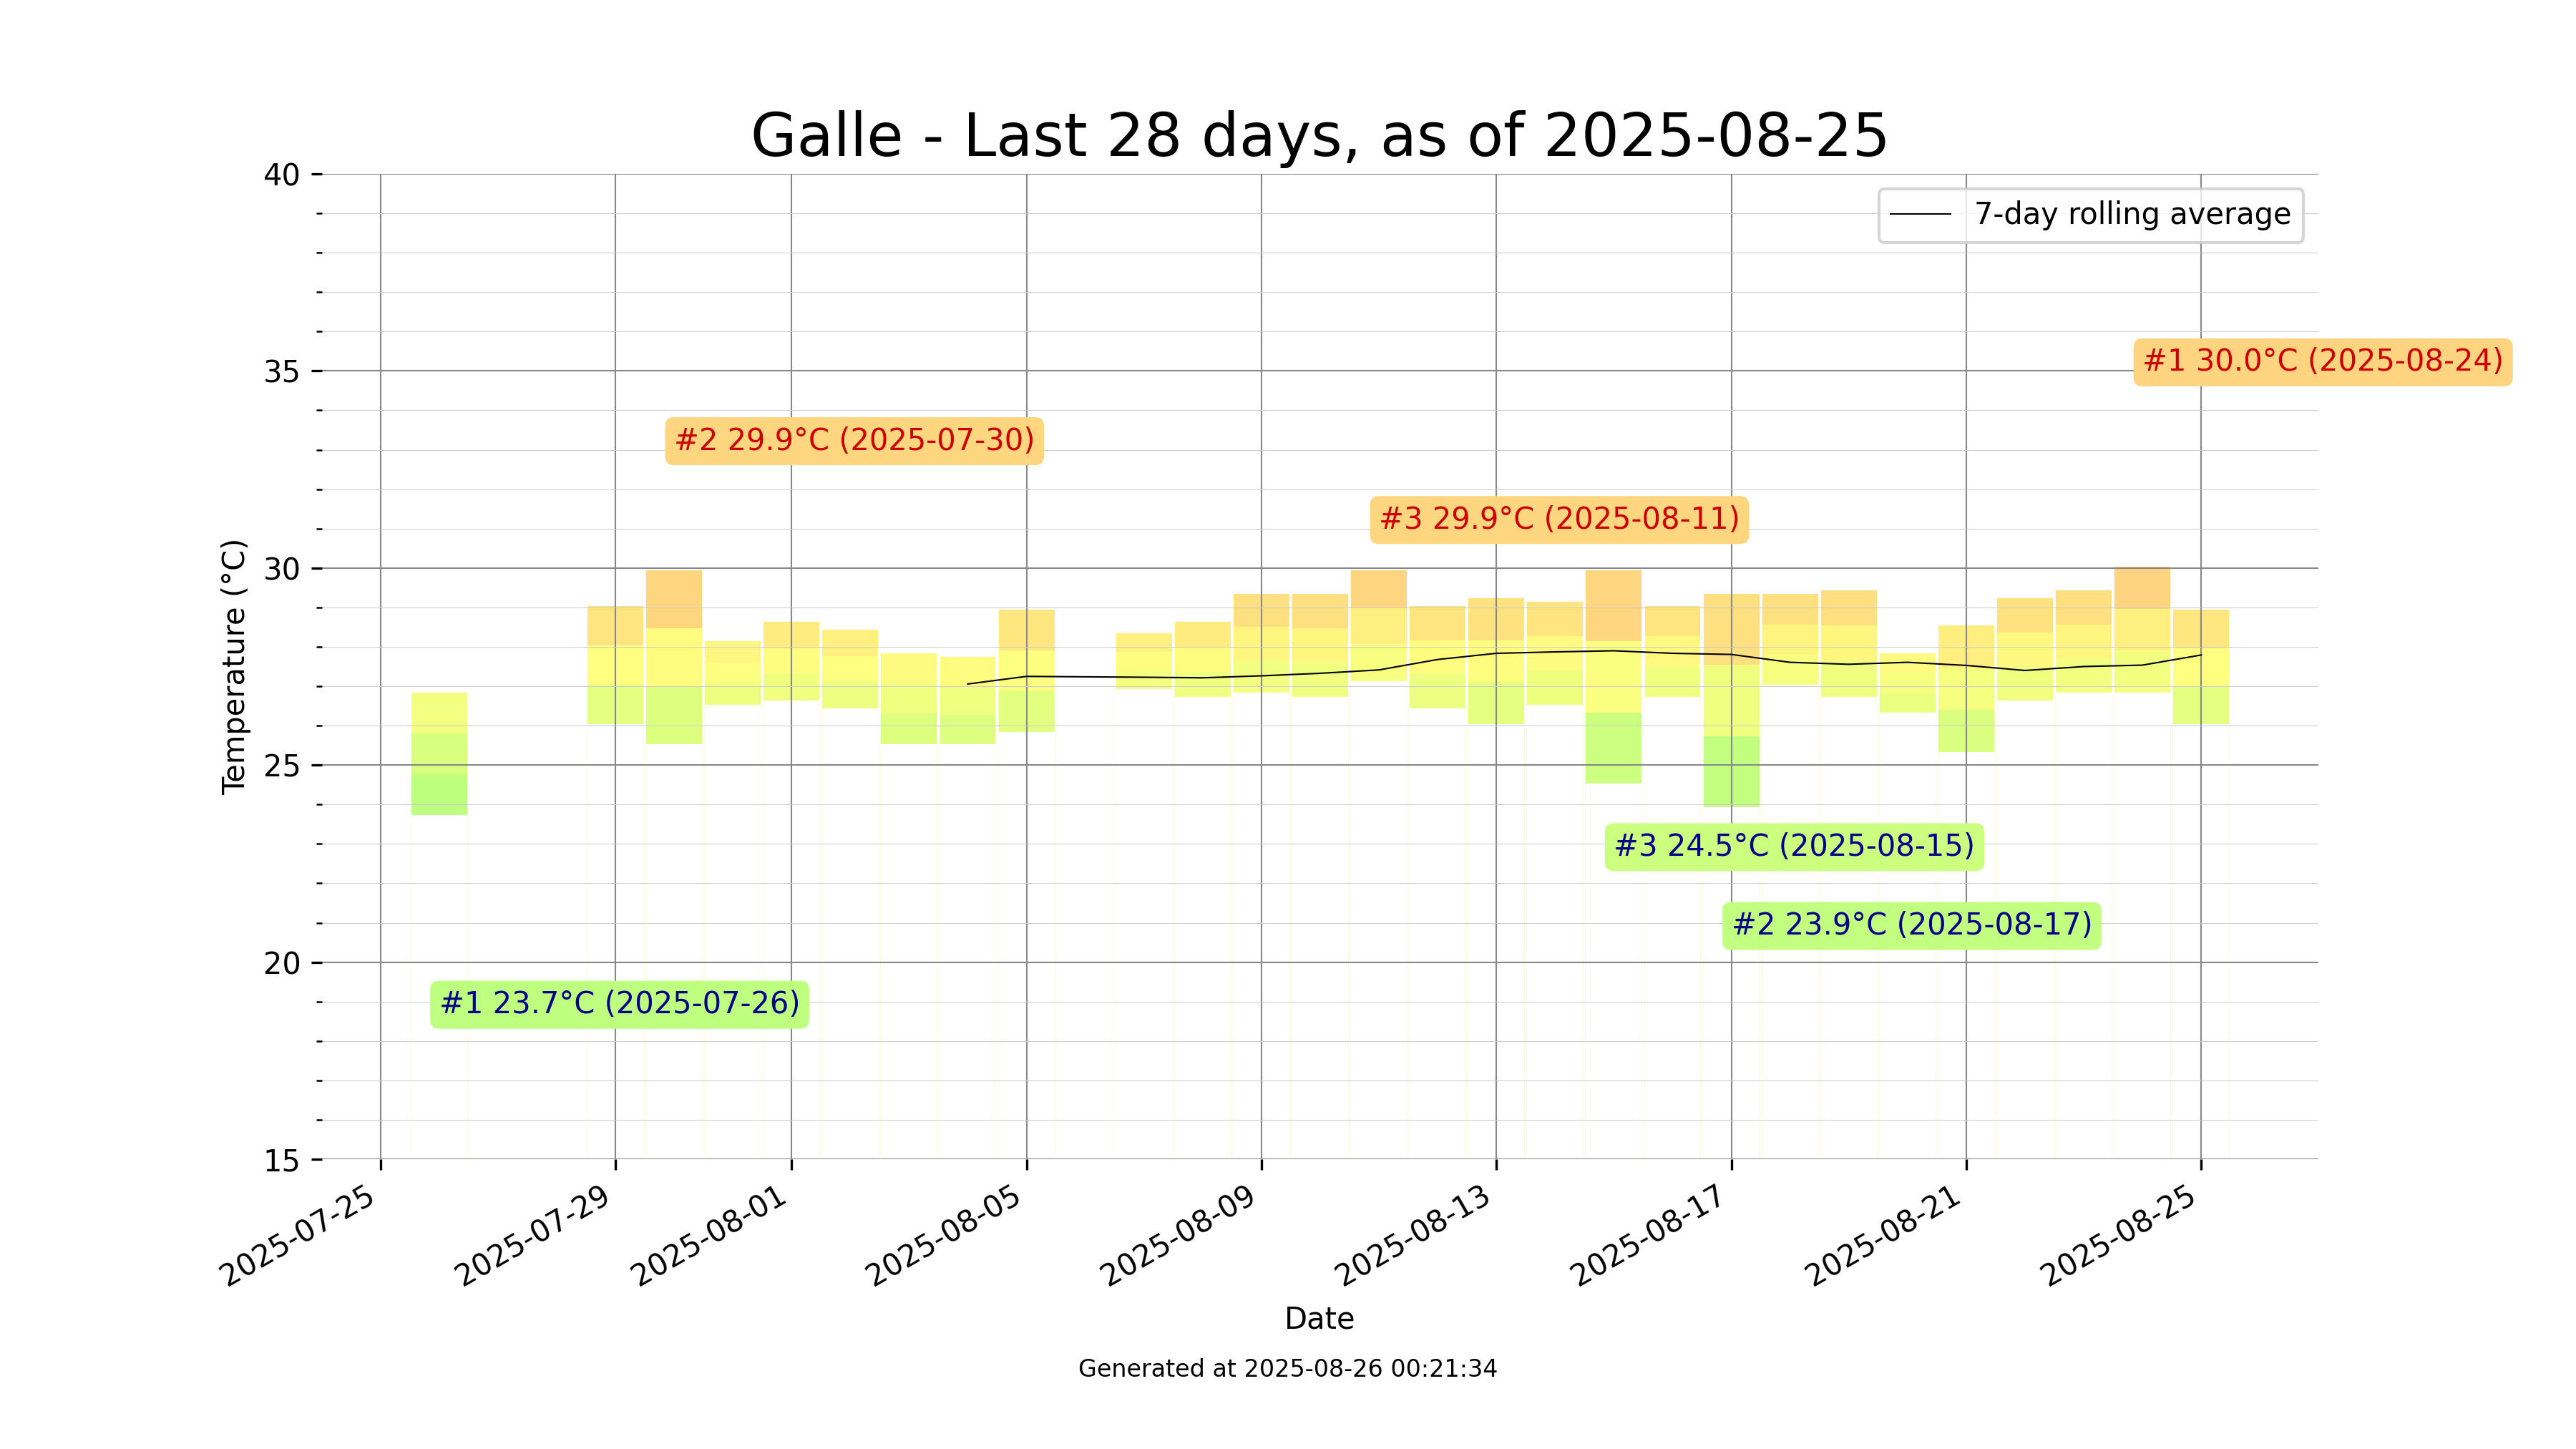 Galle - Last 28 days, as of 2025-08-25
40
35
30
25
20
15
Temperature (°C)
7-day rolling average
#1 30.0°C (2025-08-24)
#2 29.9°C (2025-07-30)
#3 29.9°C (2025-08-11)
#3 24.5°C (2025-08-15)
#2 23.9°C (2025-08-17)
#1 23.7°C (2025-07-26)
2025-07-25
2025-07-29
2025-08-01
2025-08-05
2025-08-09
2025-08-13
2025-08-17
2025-08-21
2025-08-25
Date
Generated at 2025-08-26 00:21:34